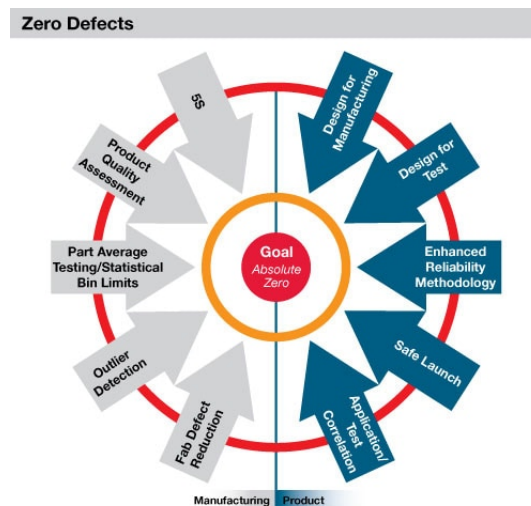 Zero Defects
5S
Product
Quality
Assessment
Part Average
Testing/Statistical
Bin Limits
Outlier
Detection
Fab Defect
Reduction
Goal
Absolute
Zero
Design for
Manufacturing
Design for
Test
Enhanced
Reliability
Methodology
Safe Launch
Application/
Test
Correlation
Manufacturing
Product